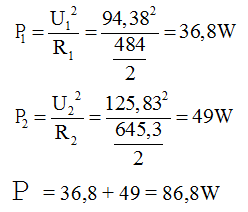 P₁ = U₁²/R₁ = 94,38²/(484/2) = 36,8W
P₂ = U₂²/R₂ = 125,83²/(645,3/2) = 49W
P = 36,8 + 49 = 86,8W